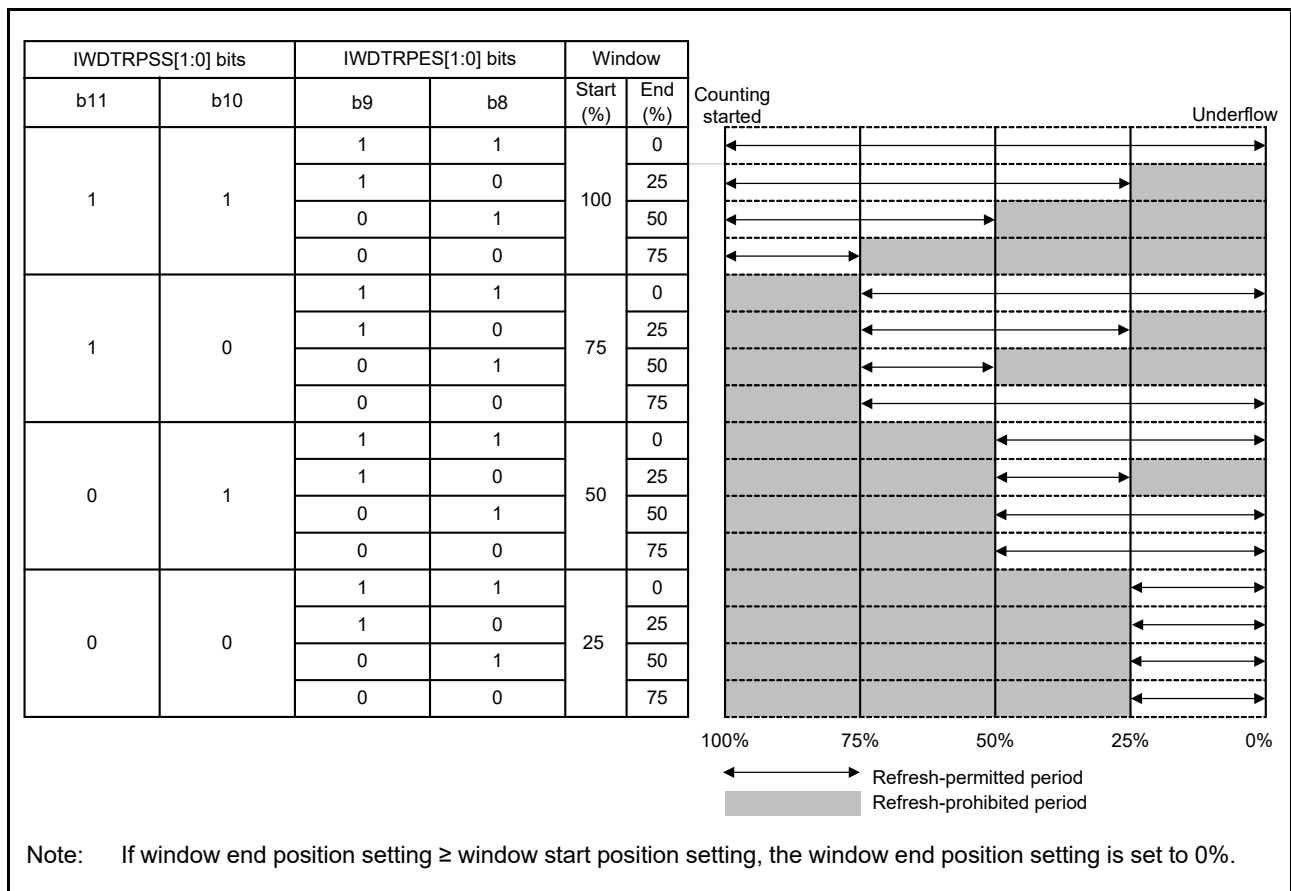 IWDTRPSS[1:0] bits IWDTRPES[1:0] bits Window
b11 b10 b9 b8 Start (%) End (%)
Counting started Underflow
1 1 1 1 100 0
1 0 25
0 1 50
0 0 75
1 0 1 1 75 0
1 0 25
0 1 50
0 0 75
0 1 1 1 50 0
1 0 25
0 1 50
0 0 75
0 0 1 1 25 0
1 0 25
0 1 50
0 0 75
100% 75% 50% 25% 0%
Refresh-permitted period
Refresh-prohibited period
Note: If window end position setting ≥ window start position setting, the window end position setting is set to 0%.